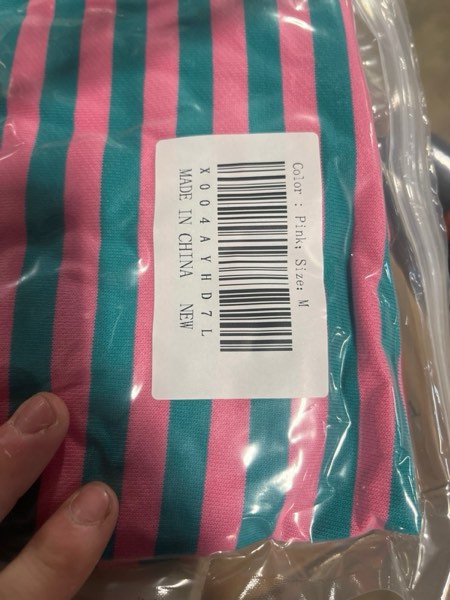 Color : Pink; Size: M
X004AYHD7L
MADE IN CHINA NEW